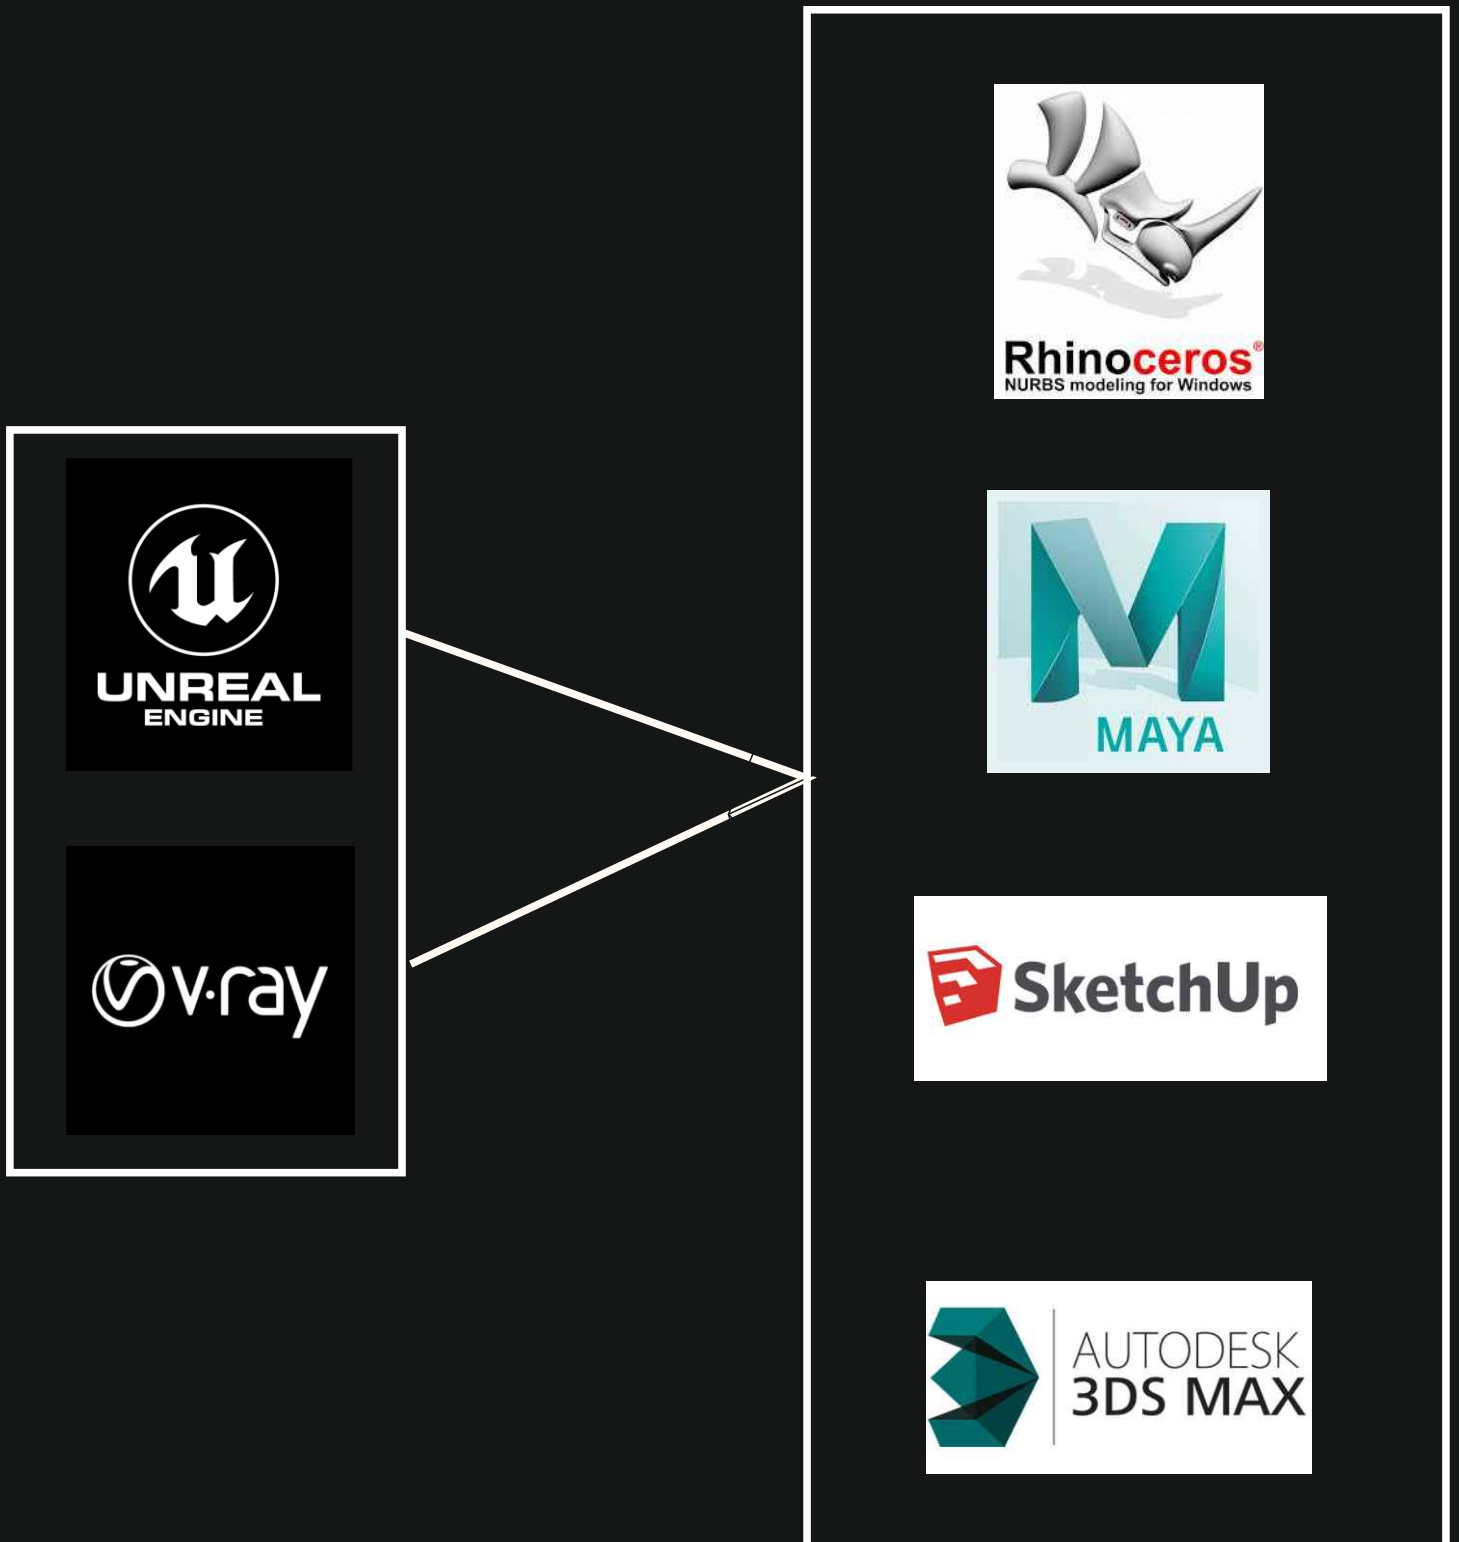 UNREAL
ENGINE
v.ray
Rhinoceros®
NURBS modeling for Windows
MAYA
SketchUp
AUTODESK
3DS MAX